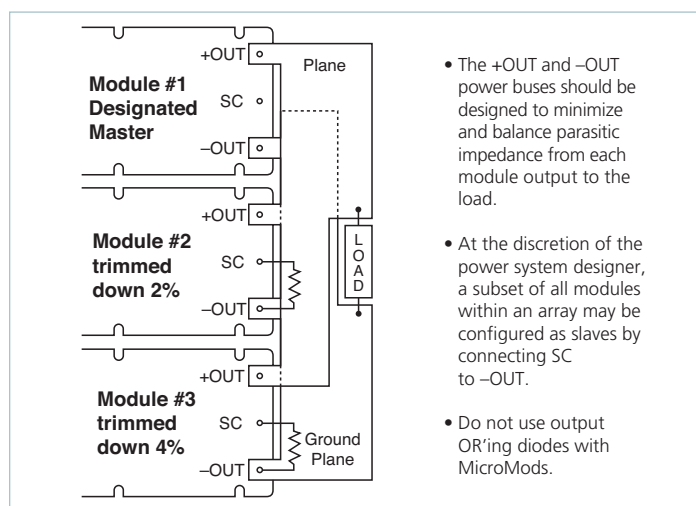 +OUT
Plane
Module #1
Designated
Master
SC
–OUT
+OUT
Module #2
trimmed
down 2%
SC
–OUT
LOAD
+OUT
Module #3
trimmed
down 4%
SC
Ground
Plane
–OUT
• The +OUT and –OUT
power buses should be
designed to minimize
and balance parasitic
impedance from each
module output to the
load.
• At the discretion of the
power system designer,
a subset of all modules
within an array may be
configured as slaves by
connecting SC
to –OUT.
• Do not use output
OR'ing diodes with
MicroMods.